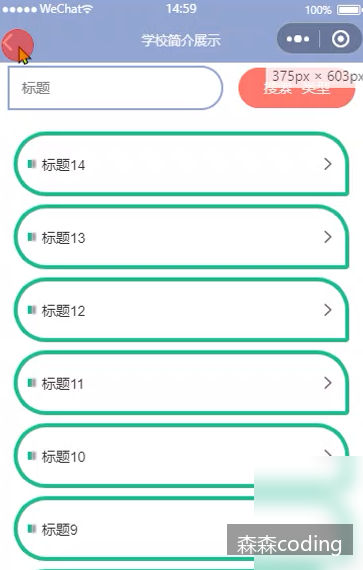 WeChat 14:59 100%
学校简介展示
375px × 603px
标题 搜索 类型
标题14
标题13
标题12
标题11
标题10
标题9
森森coding